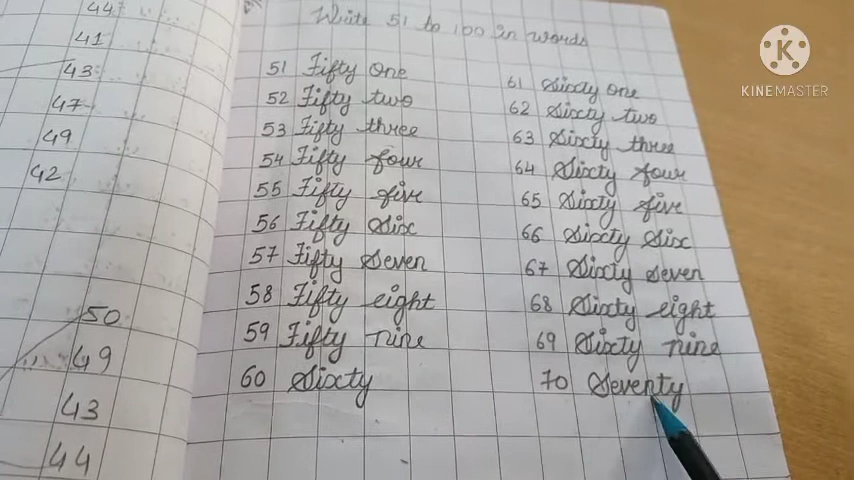 44
41
43
47
49
42
50
49
43
44
Write 51 to 100 in words
51 Fifty One
52 Fifty two
53 Fifty three
54 Fifty four
55 Fifty five
56 Fifty Six
57 Fifty Seven
58 Fifty eight
59 Fifty nine
60 Sixty
61 Sixty one
62 Sixty two
63 Sixty three
64 Sixty four
65 Sixty five
66 Sixty Six
67 Sixty Seven
68 Sixty eight
69 Sixty nine
70 Seventy
K
KINEMASTER